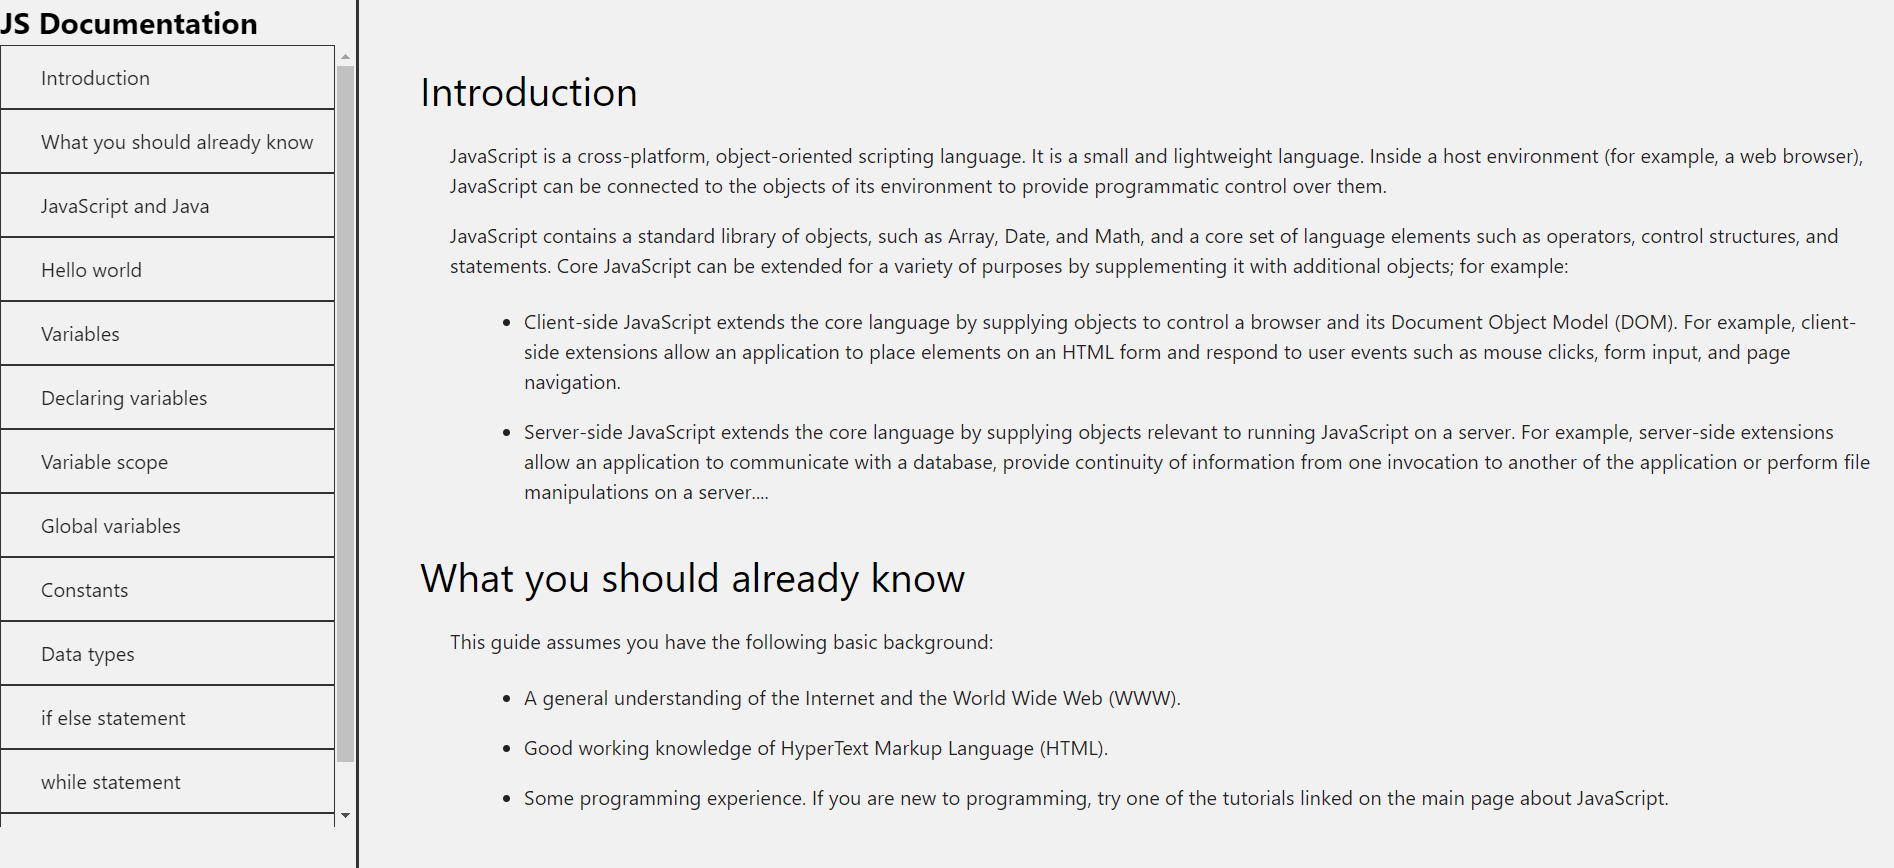 JS Documentation
Introduction
What you should already know
JavaScript and Java
Hello world
Variables
Declaring variables
Variable scope
Global variables
Constants
Data types
if else statement
while statement
Introduction
JavaScript is a cross-platform, object-oriented scripting language. It is a small and lightweight language. Inside a host environment (for example, a web browser),
JavaScript can be connected to the objects of its environment to provide programmatic control over them.
JavaScript contains a standard library of objects, such as Array, Date, and Math, and a core set of language elements such as operators, control structures, and
statements. Core JavaScript can be extended for a variety of purposes by supplementing it with additional objects; for example:
• Client-side JavaScript extends the core language by supplying objects to control a browser and its Document Object Model (DOM). For example, client-
side extensions allow an application to place elements on an HTML form and respond to user events such as mouse clicks, form input, and page
navigation.
• Server-side JavaScript extends the core language by supplying objects relevant to running JavaScript on a server. For example, server-side extensions
allow an application to communicate with a database, provide continuity of information from one invocation to another of the application or perform file
manipulations on a server....
What you should already know
This guide assumes you have the following basic background:
• A general understanding of the Internet and the World Wide Web (WWW).
• Good working knowledge of HyperText Markup Language (HTML).
• Some programming experience. If you are new to programming, try one of the tutorials linked on the main page about JavaScript.